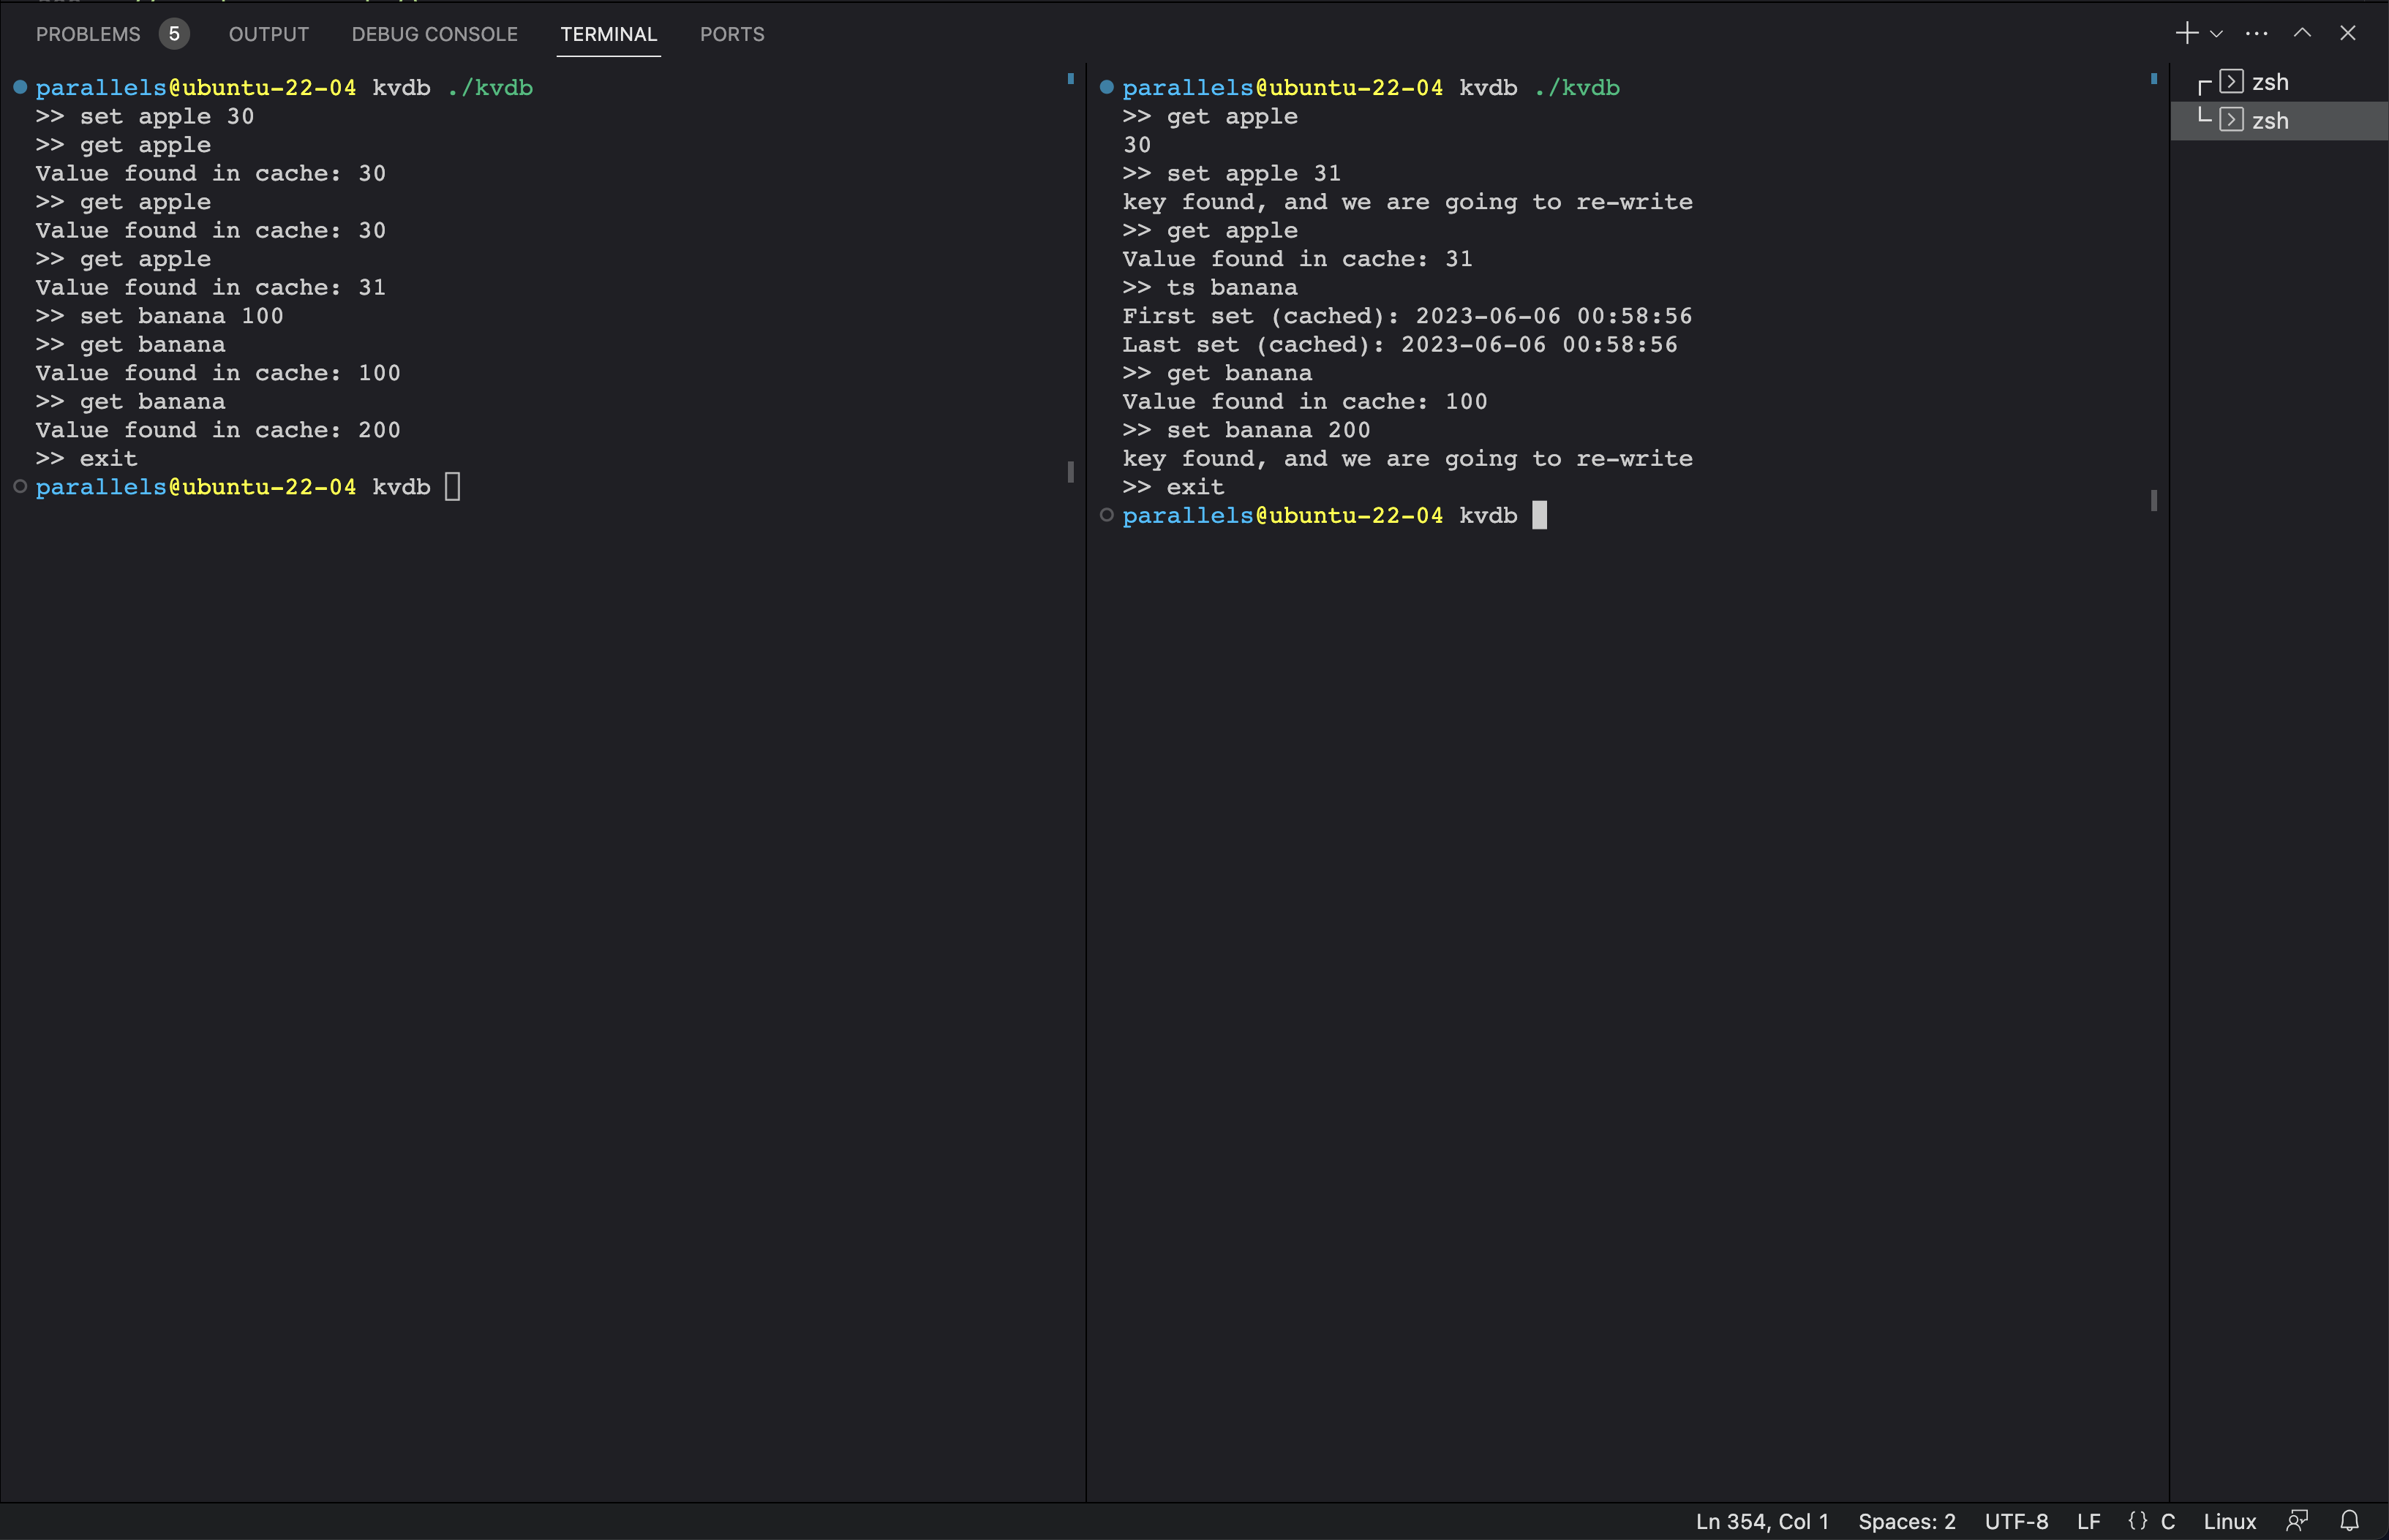 PROBLEMS 5 OUTPUT DEBUG CONSOLE TERMINAL PORTS
parallels@ubuntu-22-04 kvdb ./kvdb
>> set apple 30
>> get apple
Value found in cache: 30
>> get apple
Value found in cache: 30
>> get apple
Value found in cache: 31
>> set banana 100
>> get banana
Value found in cache: 100
>> get banana
Value found in cache: 200
>> exit
parallels@ubuntu-22-04 kvdb
parallels@ubuntu-22-04 kvdb ./kvdb
>> get apple
30
>> set apple 31
key found, and we are going to re-write
>> get apple
Value found in cache: 31
>> ts banana
First set (cached): 2023-06-06 00:58:56
Last set (cached): 2023-06-06 00:58:56
>> get banana
Value found in cache: 100
>> set banana 200
key found, and we are going to re-write
>> exit
parallels@ubuntu-22-04 kvdb
zsh
zsh
Ln 354, Col 1 Spaces: 2 UTF-8 LF {} C Linux